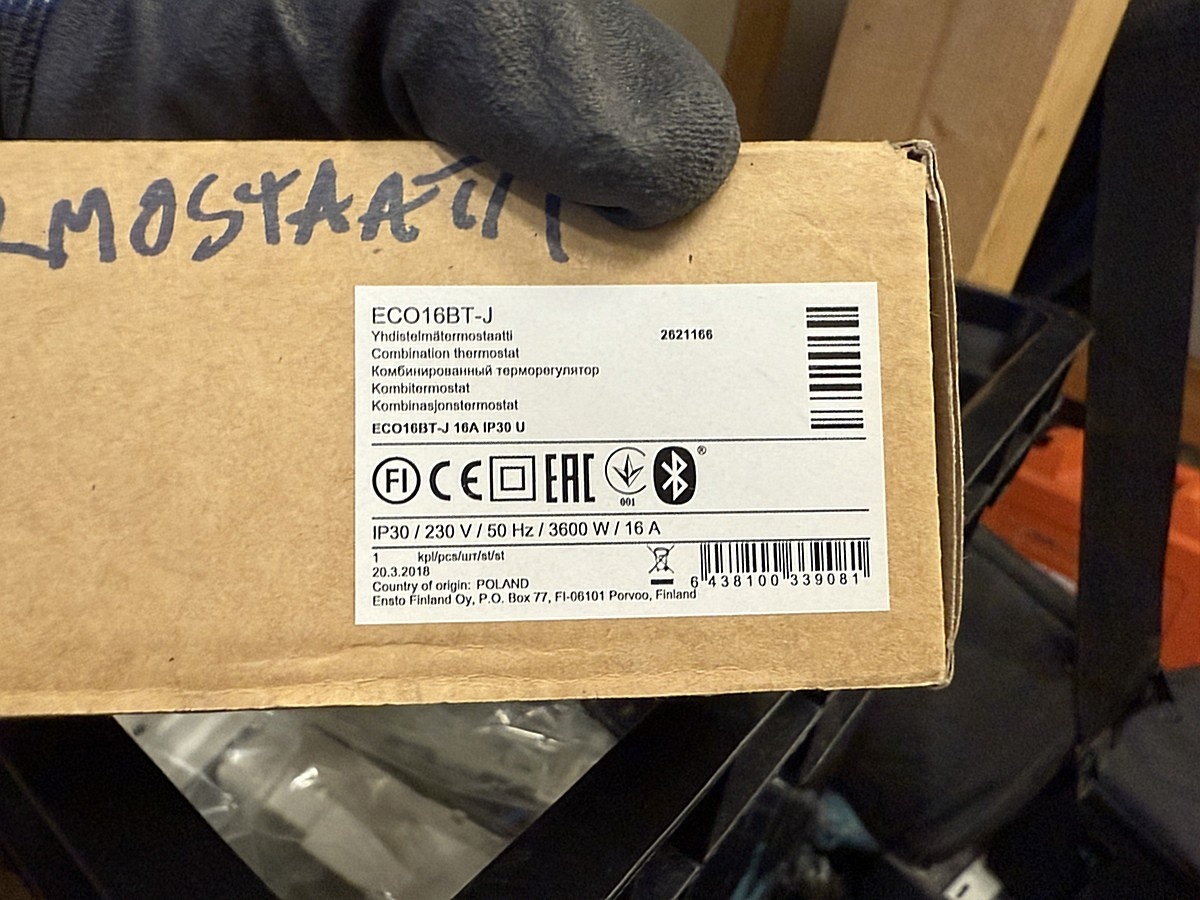 RMOSTAATTI
ECO16BT-J
Yhdistelmätermostaatti 2621166
Combination thermostat
Комбинированный терморегулятор
Kombitermostat
Kombinasjonstermostat
ECO16BT-J 16A IP30 U
FI CE EAC 001 ®
IP30 / 230 V / 50 Hz / 3600 W / 16 A
1 kpl/pcs/шт/st/st
20.3.2018
Country of origin: POLAND
Ensto Finland Oy, P.O. Box 77, FI-06101 Porvoo, Finland
6 438100 339081